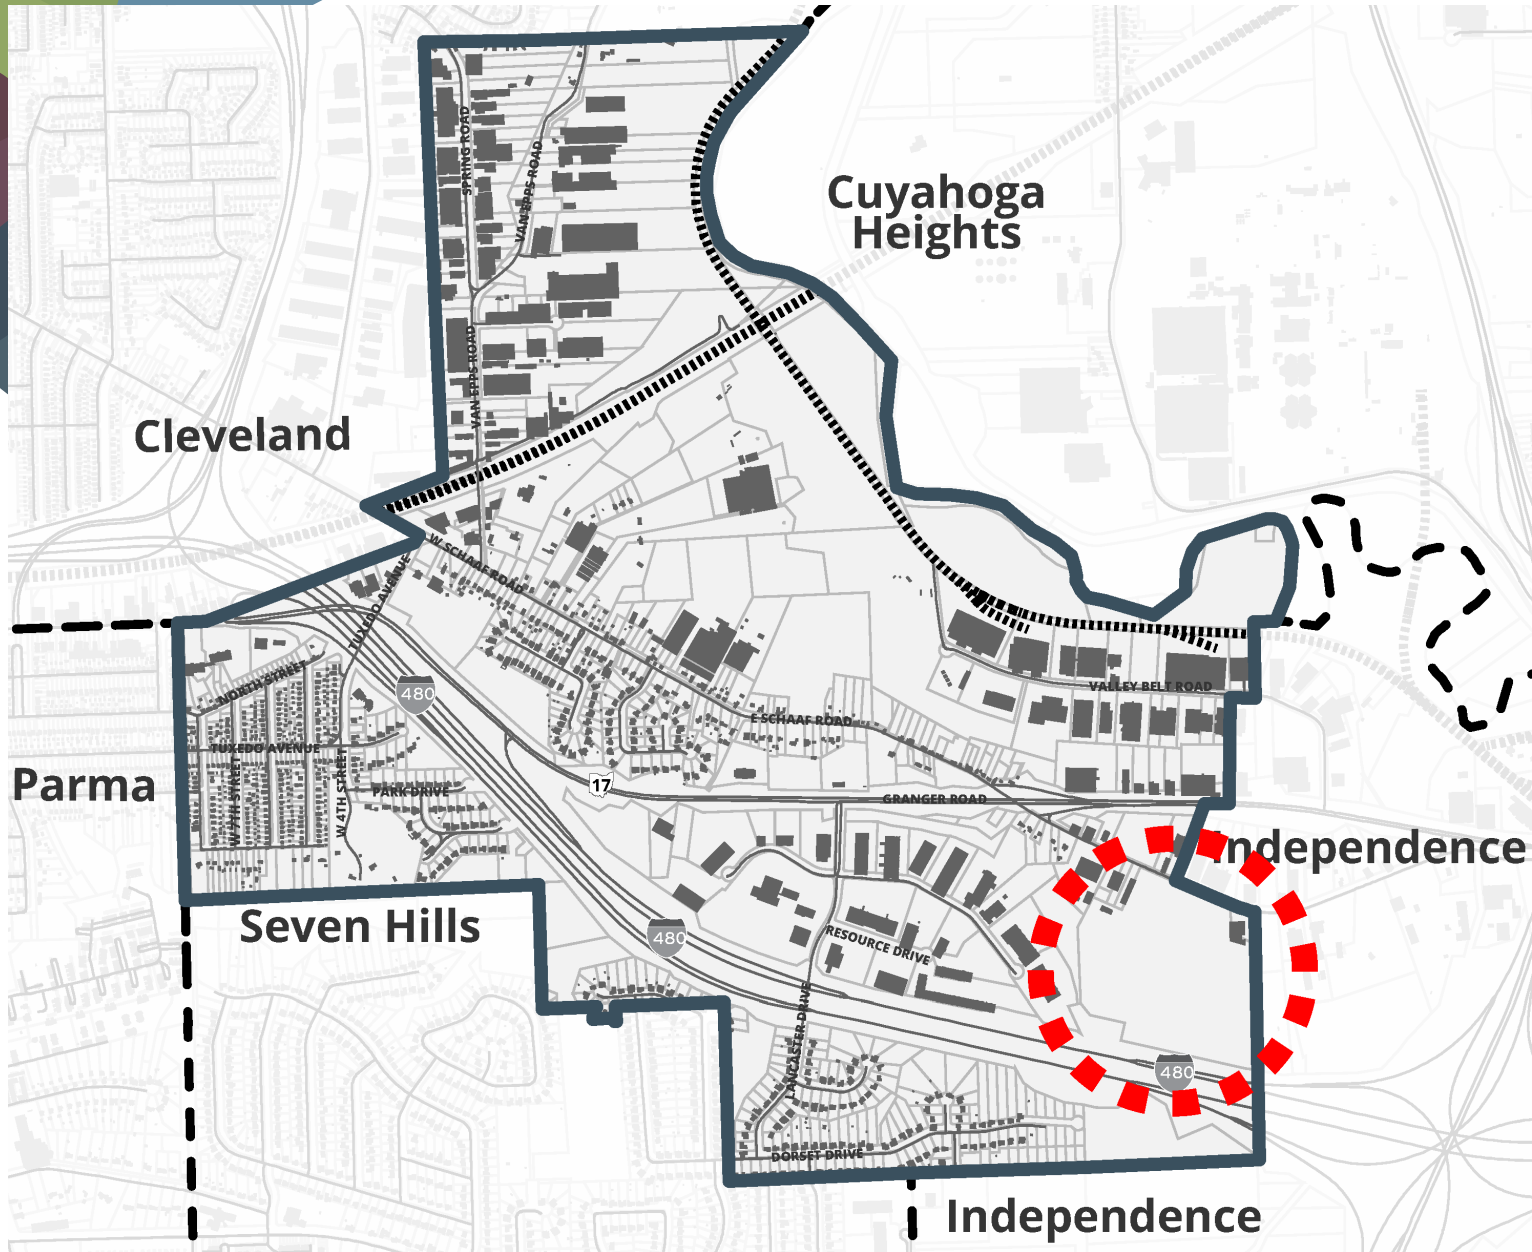 SPRING ROAD
VAN EPPS ROAD
Cuyahoga
Heights
VAN EPPS ROAD
Cleveland
W SCHAAF ROAD
TUXEDO AVENUE
NORTH STREET
480
VALLEY BELT ROAD
E SCHAAF ROAD
TUXEDO AVENUE
Parma
W 7TH STREET
W 4TH STREET
PARK DRIVE
17
GRANGER ROAD
Independence
Seven Hills
480
RESOURCE DRIVE
LANCASTER DRIVE
480
DORSET DRIVE
Independence